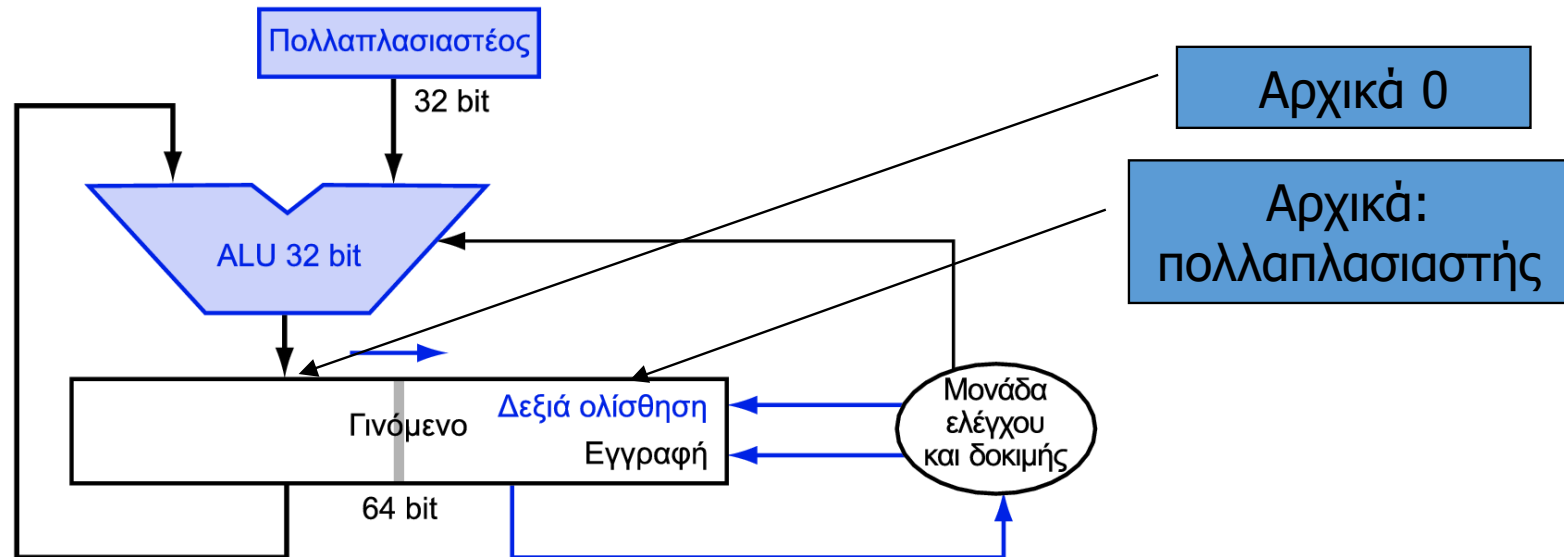 Πολλαπλασιαστέος
32 bit
Αρχικά 0
Αρχικά:
πολλαπλασιαστής
ALU 32 bit
Γινόμενο
Δεξιά ολίσθηση
Εγγραφή
64 bit
Μονάδα
ελέγχου
και δοκιμής